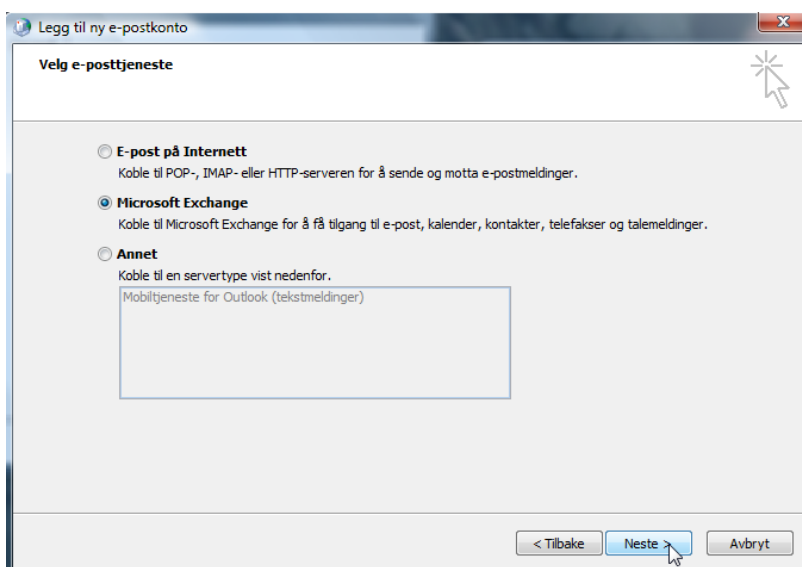 Legg til ny e-postkonto
Velg e-posttjeneste
E-post på Internett
Koble til POP-, IMAP- eller HTTP-serveren for å sende og motta e-postmeldinger.
Microsoft Exchange
Koble til Microsoft Exchange for å få tilgang til e-post, kalender, kontakter, telefakser og talemeldinger.
Annet
Koble til en servertype vist nedenfor.
Mobiltjeneste for Outlook (tekstmeldinger)
< Tilbake Neste > Avbryt